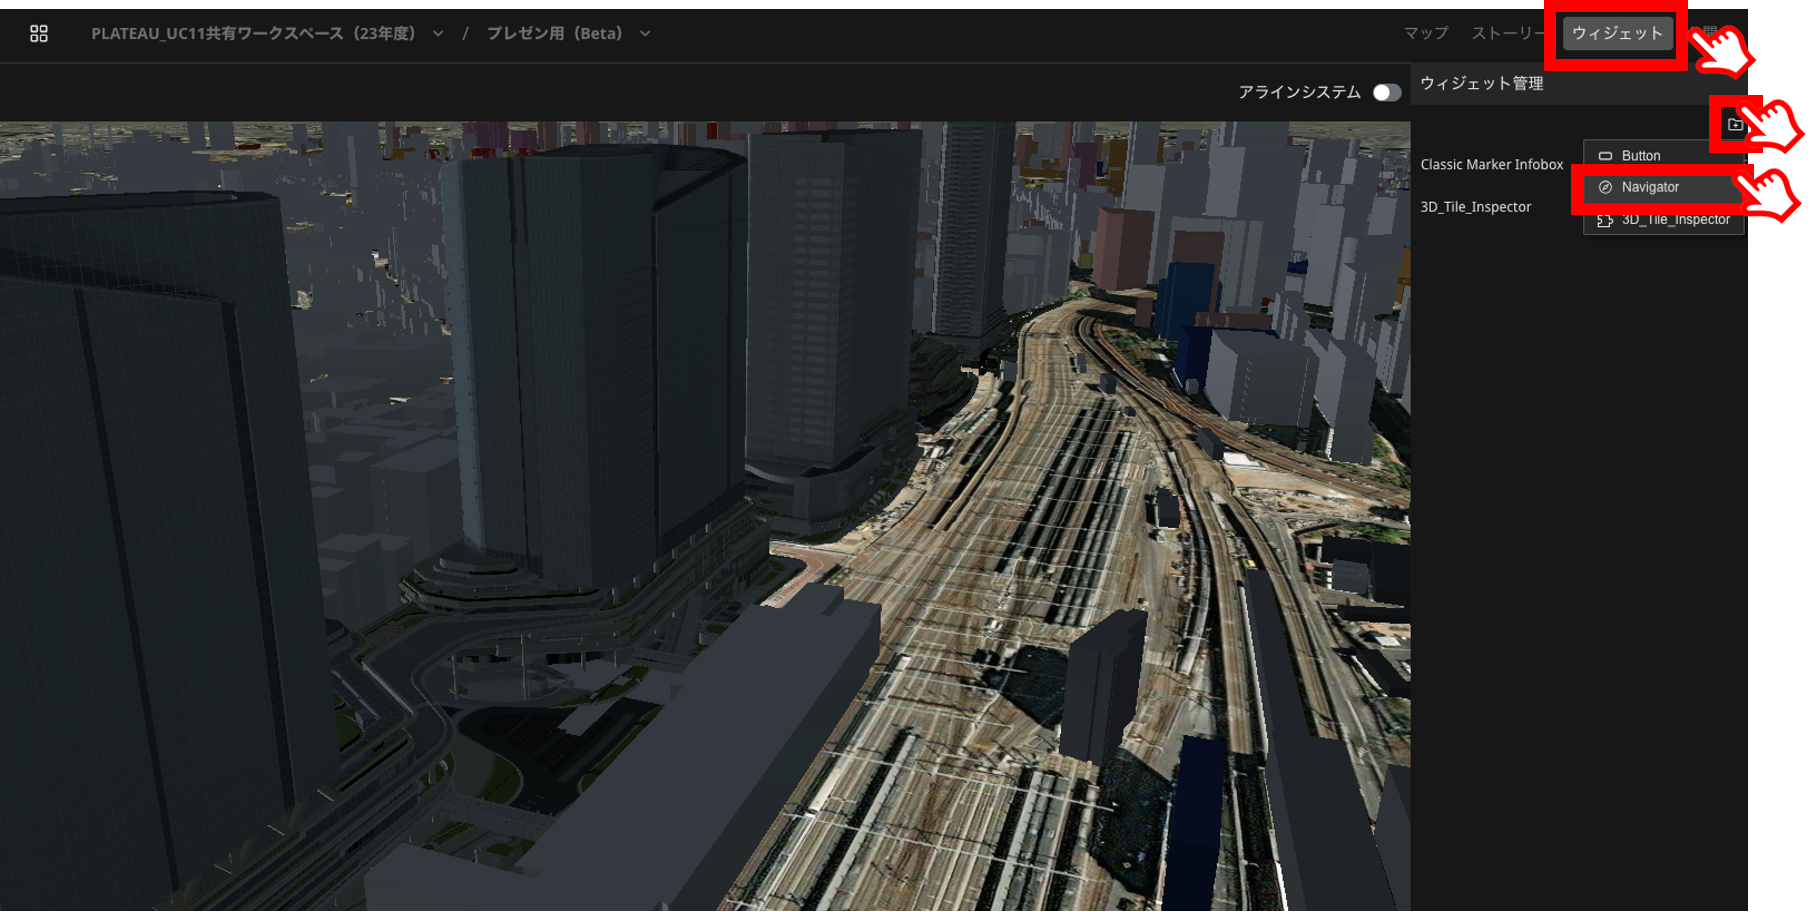 PLATEAU_UC11共有ワークスペース（23年度） / プレゼン用（Beta）
マップ ストーリー ウィジェット
アラインシステム
ウィジェット管理
Classic Marker Infobox
3D_Tile_Inspector
Button
Navigator
3D_Tile_Inspector